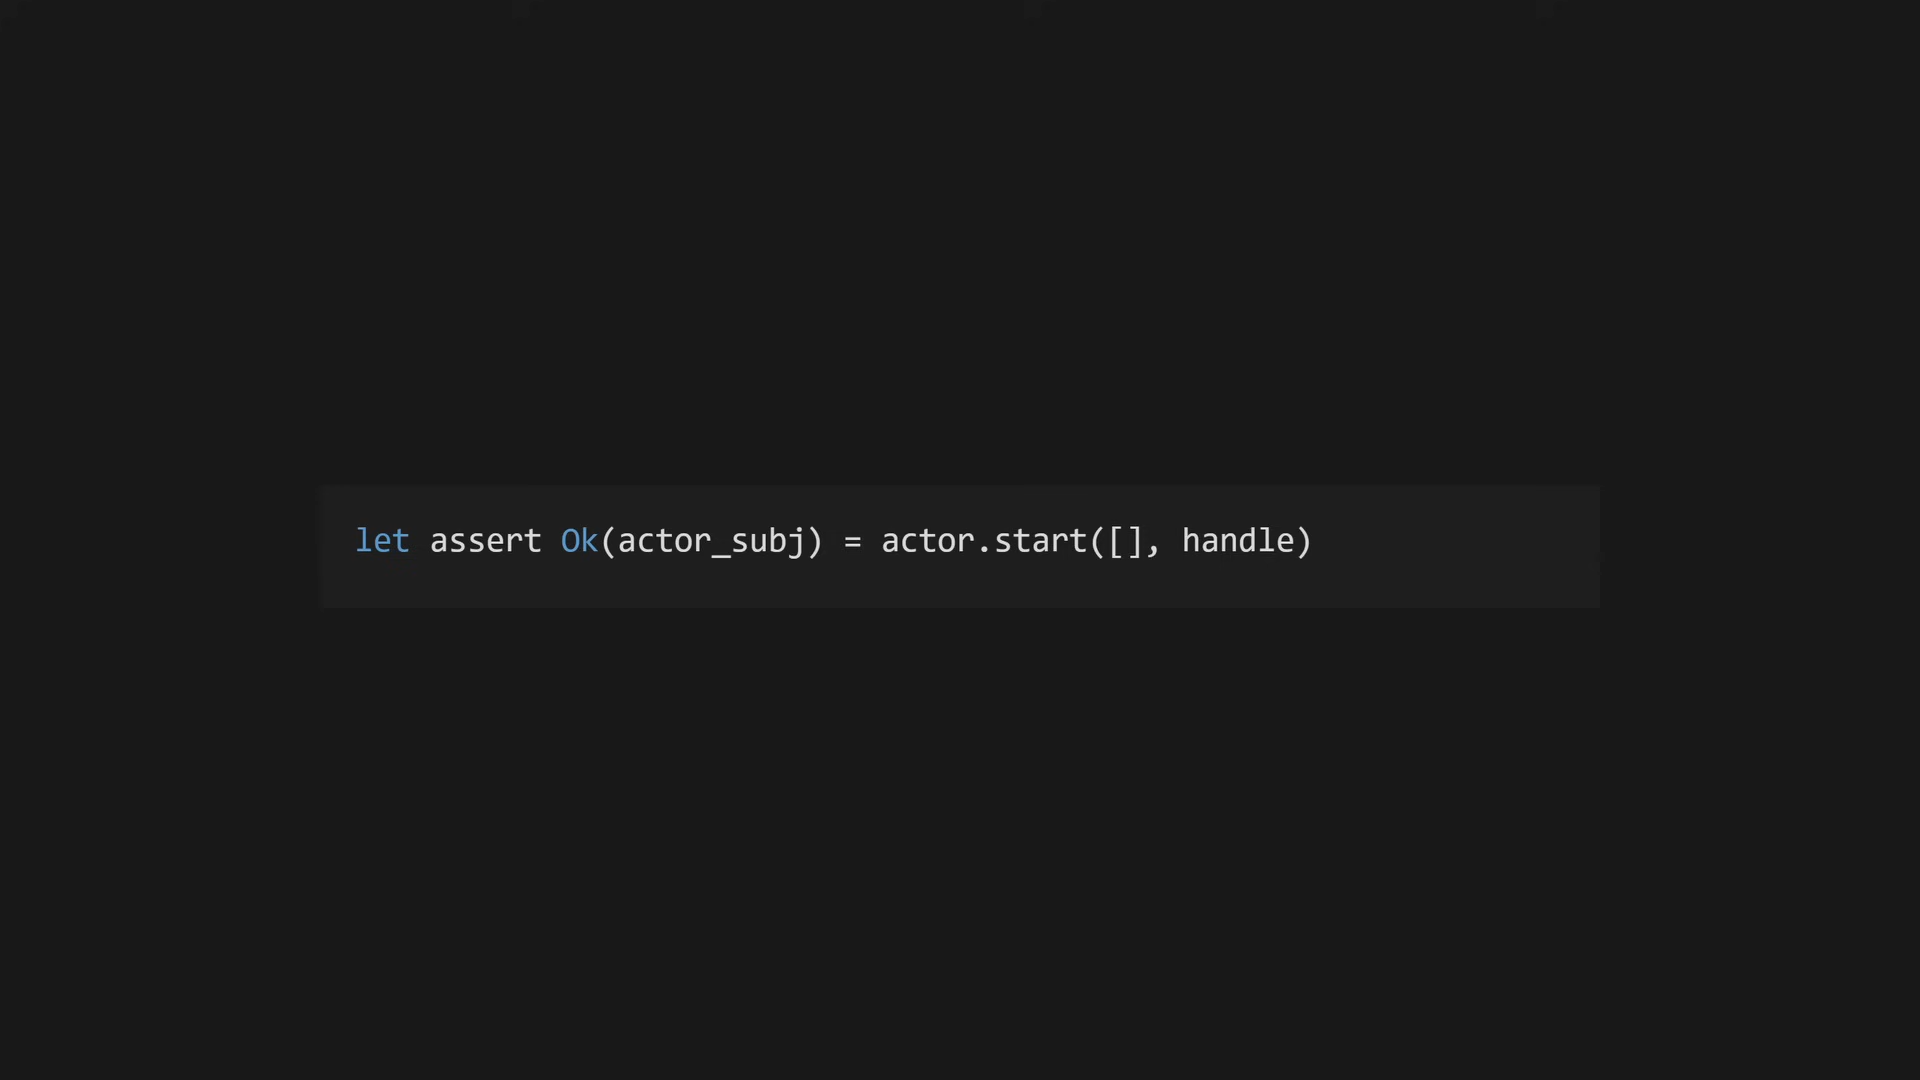 let assert Ok(actor_subj) = actor.start([], handle)